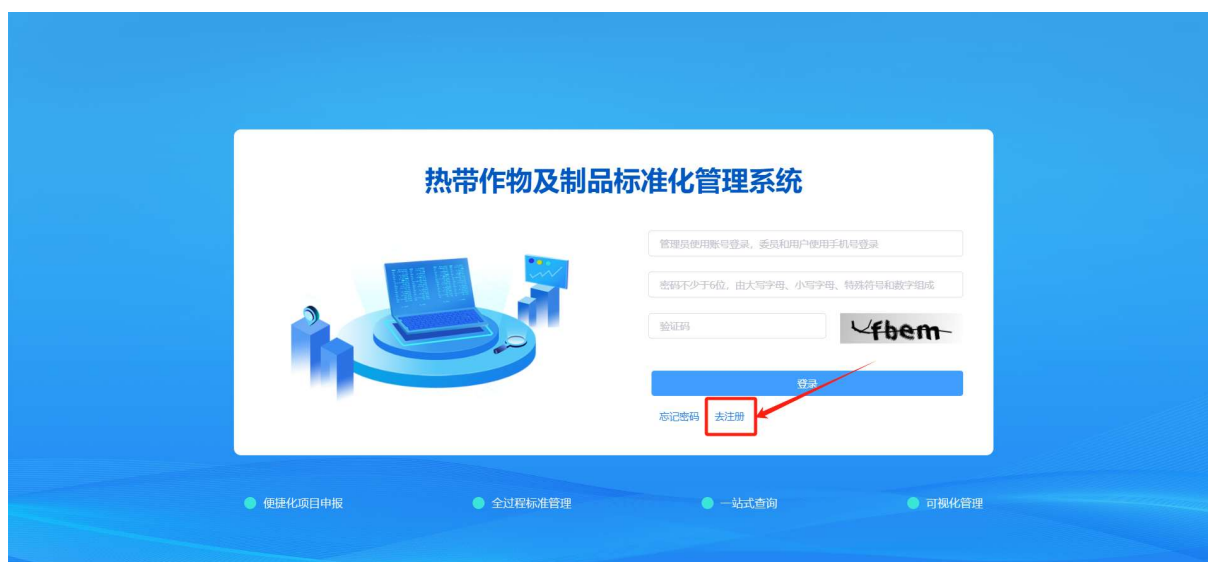 热带作物及制品标准化管理系统
管理员使用账号登录，委员和用户使用手机号登录
密码不少于6位，由大写字母、小写字母、特殊符号和数字组成
验证码
fbem
登录
忘记密码 去注册
便捷化项目申报 全过程标准管理 一站式查询 可视化管理